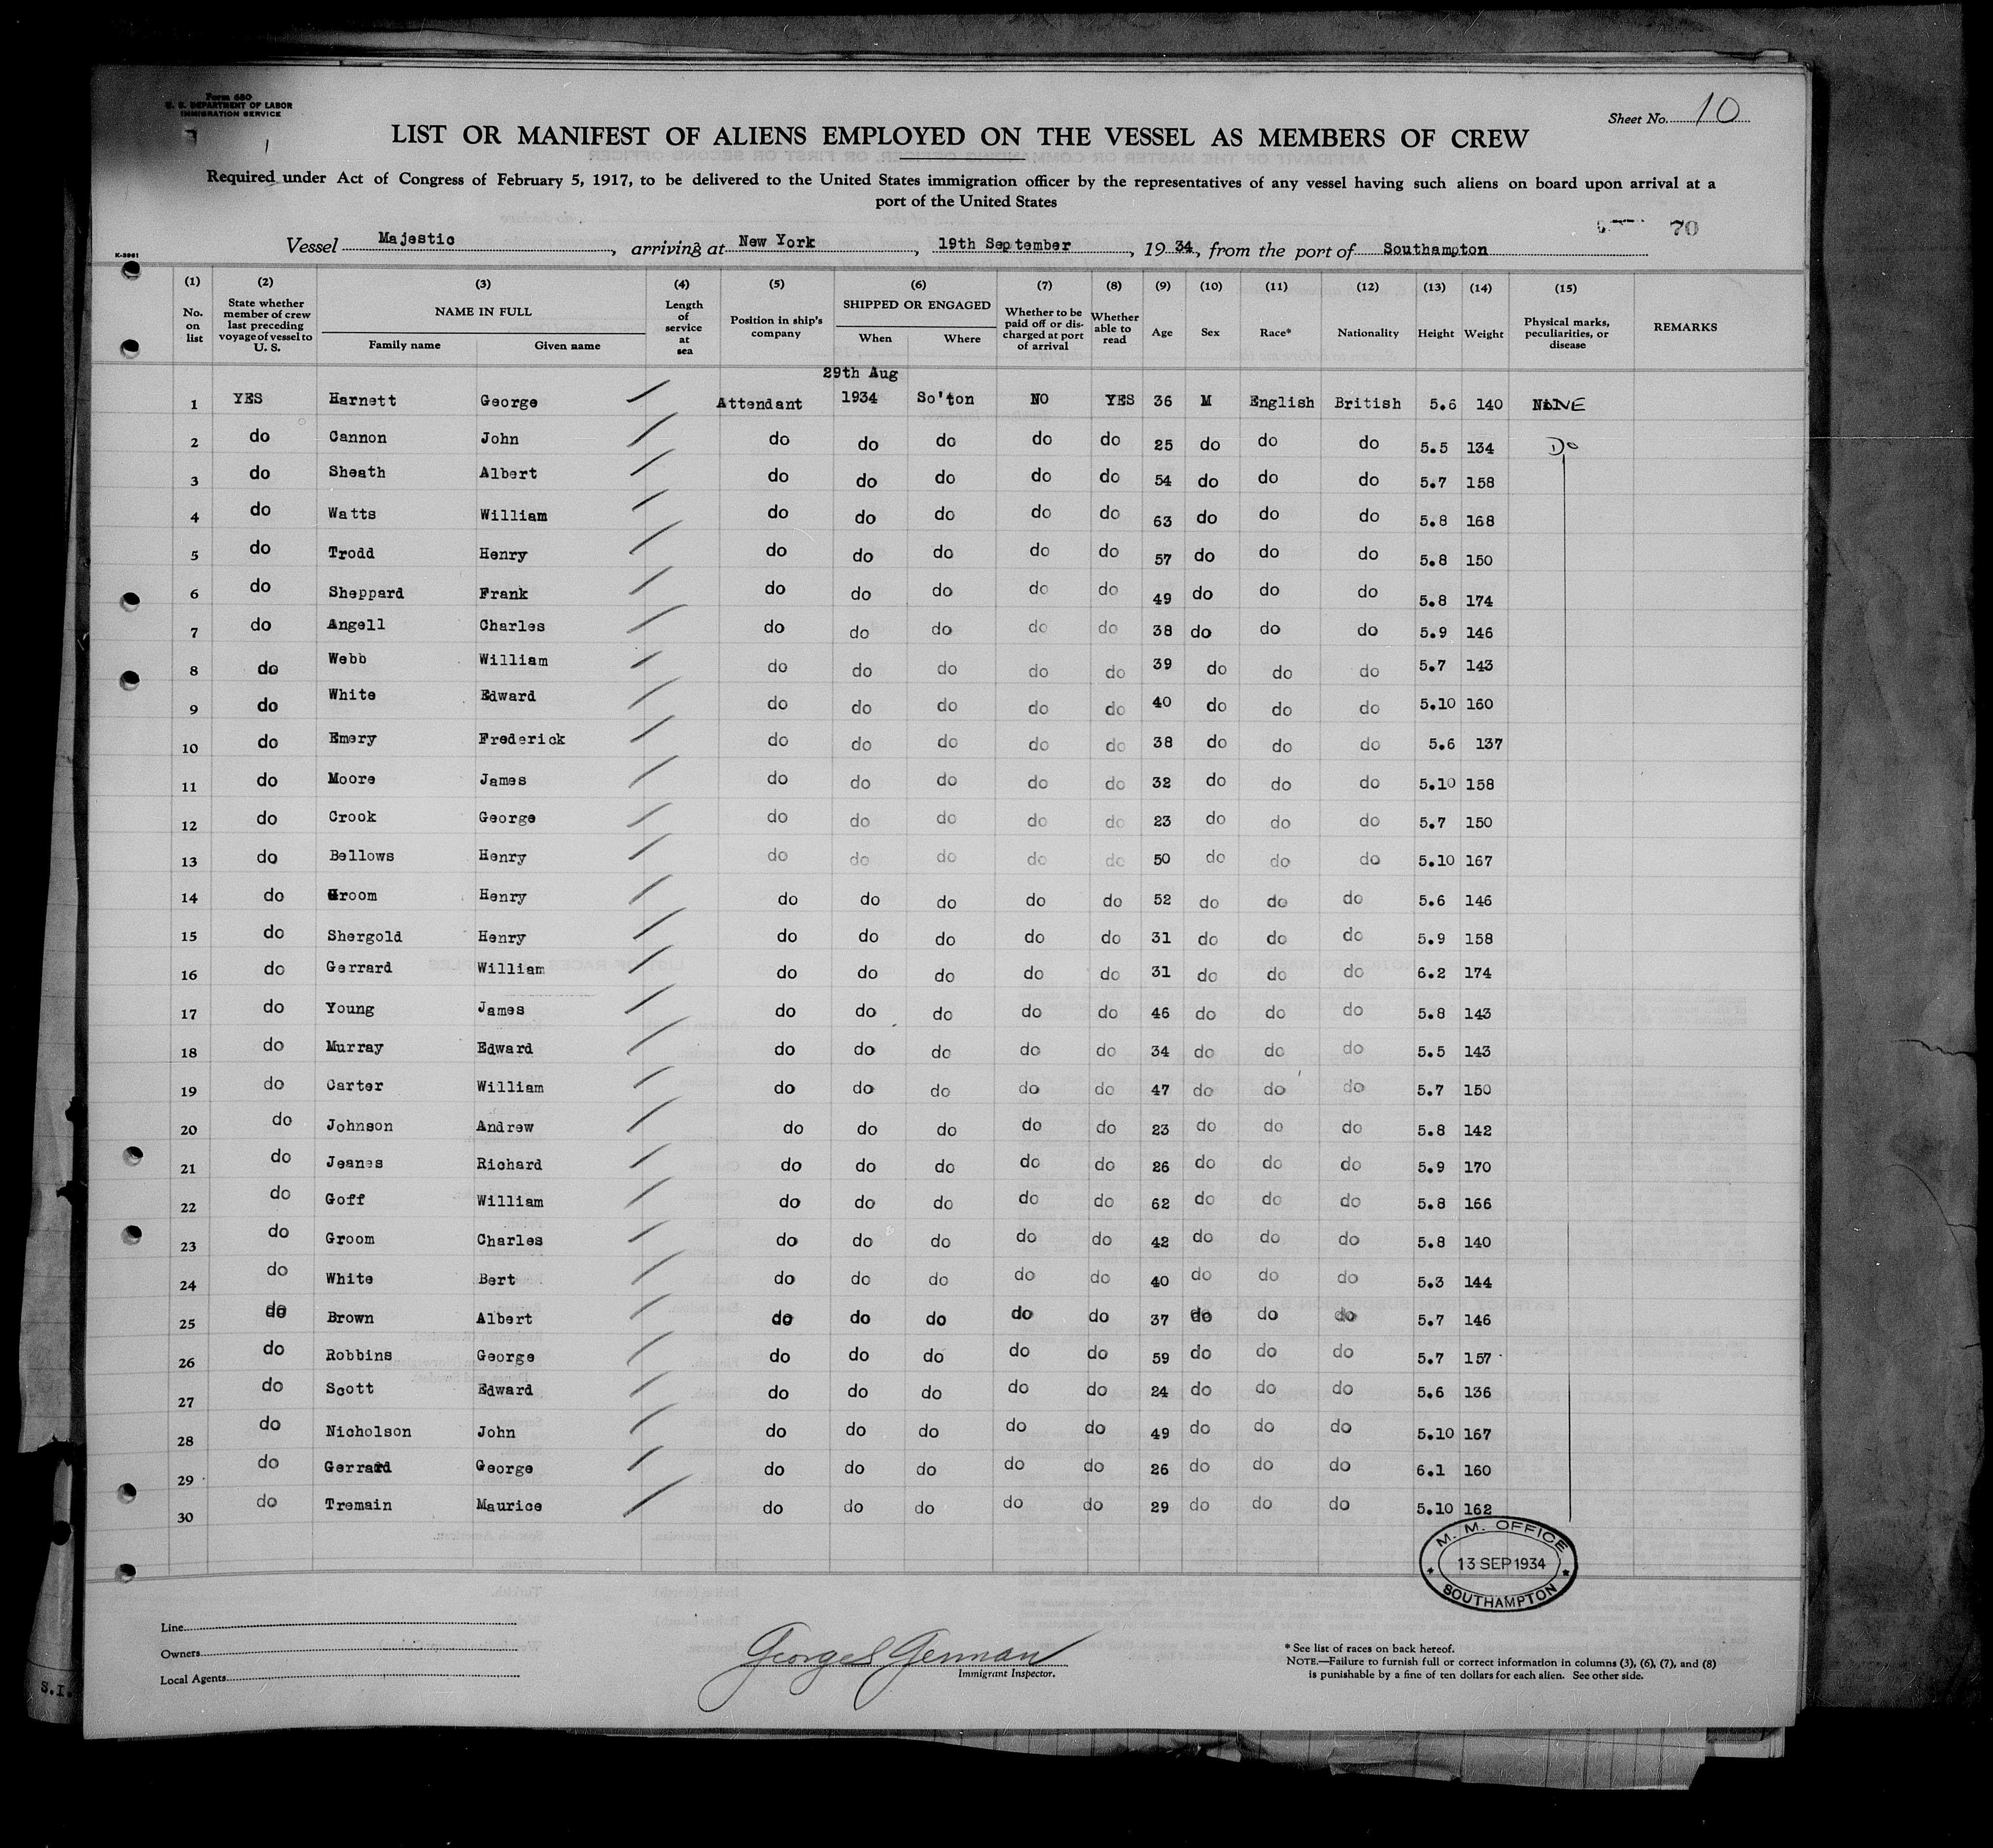 Form 680
U. S. DEPARTMENT OF LABOR
IMMIGRATION SERVICE
Sheet No. 10
LIST OR MANIFEST OF ALIENS EMPLOYED ON THE VESSEL AS MEMBERS OF CREW
Required under Act of Congress of February 5, 1917, to be delivered to the United States immigration officer by the representatives of any vessel having such aliens on board upon arrival at a
port of the United States
70
Vessel Majestic, arriving at New York, 19th September, 19 34, from the port of Southampton
K-3961
(1) No. on list (2) State whether member of crew last preceding voyage of vessel to U. S. (3) NAME IN FULL Family name Given name (4) Length of service at sea (5) Position in ship's company (6) SHIPPED OR ENGAGED When Where (7) Whether to be paid off or discharged at port of arrival (8) Whether able to read (9) Age (10) Sex (11) Race* (12) Nationality (13) Height (14) Weight (15) Physical marks, peculiarities, or disease REMARKS
29th Aug
1 YES Harnett George Attendant 1934 So'ton NO YES 36 M English British 5.6 140 NONE
2 do Cannon John do do do do do 25 do do do 5.5 134 Do
3 do Sheath Albert do do do do do 54 do do do 5.7 158
4 do Watts William do do do do do 63 do do do 5.8 168
5 do Trodd Henry do do do do do 57 do do do 5.8 150
6 do Sheppard Frank do do do do do 49 do do do 5.8 174
7 do Angell Charles do do do do do 38 do do do 5.9 146
8 do Webb William do do do do do 39 do do do 5.7 143
9 do White Edward do do do do do 40 do do do 5.10 160
10 do Emery Frederick do do do do do 38 do do do 5.6 137
11 do Moore James do do do do do 32 do do do 5.10 158
12 do Crook George do do do do do 23 do do do 5.7 150
13 do Bellows Henry do do do do do 50 do do do 5.10 167
14 do Groom Henry do do do do do 52 do do do 5.6 146
15 do Shergold Henry do do do do do 31 do do do 5.9 158
16 do Gerrard William do do do do do 31 do do do 6.2 174
17 do Young James do do do do do 46 do do do 5.8 143
18 do Murray Edward do do do do do 34 do do do 5.5 143
19 do Carter William do do do do do 47 do do do 5.7 150
20 do Johnson Andrew do do do do do 23 do do do 5.8 142
21 do Jeanes Richard do do do do do 26 do do do 5.9 170
22 do Goff William do do do do do 62 do do do 5.8 166
23 do Groom Charles do do do do do 42 do do do 5.8 140
24 do White Bert do do do do do 40 do do do 5.3 144
25 do Brown Albert do do do do do 37 do do do 5.7 146
26 do Robbins George do do do do do 59 do do do 5.7 157
27 do Scott Edward do do do do do 24 do do do 5.6 136
28 do Nicholson John do do do do do 49 do do do 5.10 167
29 do Gerrard George do do do do do 26 do do do 6.1 160
30 do Tremain Maurice do do do do do 29 do do do 5.10 162
M. M. OFFICE
13 SEP 1934
SOUTHAMPTON
Line
Owners
Local Agents
George German
Immigrant Inspector.
* See list of races on back hereof.
NOTE.—Failure to furnish full or correct information in columns (3), (6), (7), and (8)
is punishable by a fine of ten dollars for each alien. See other side.
S.I.